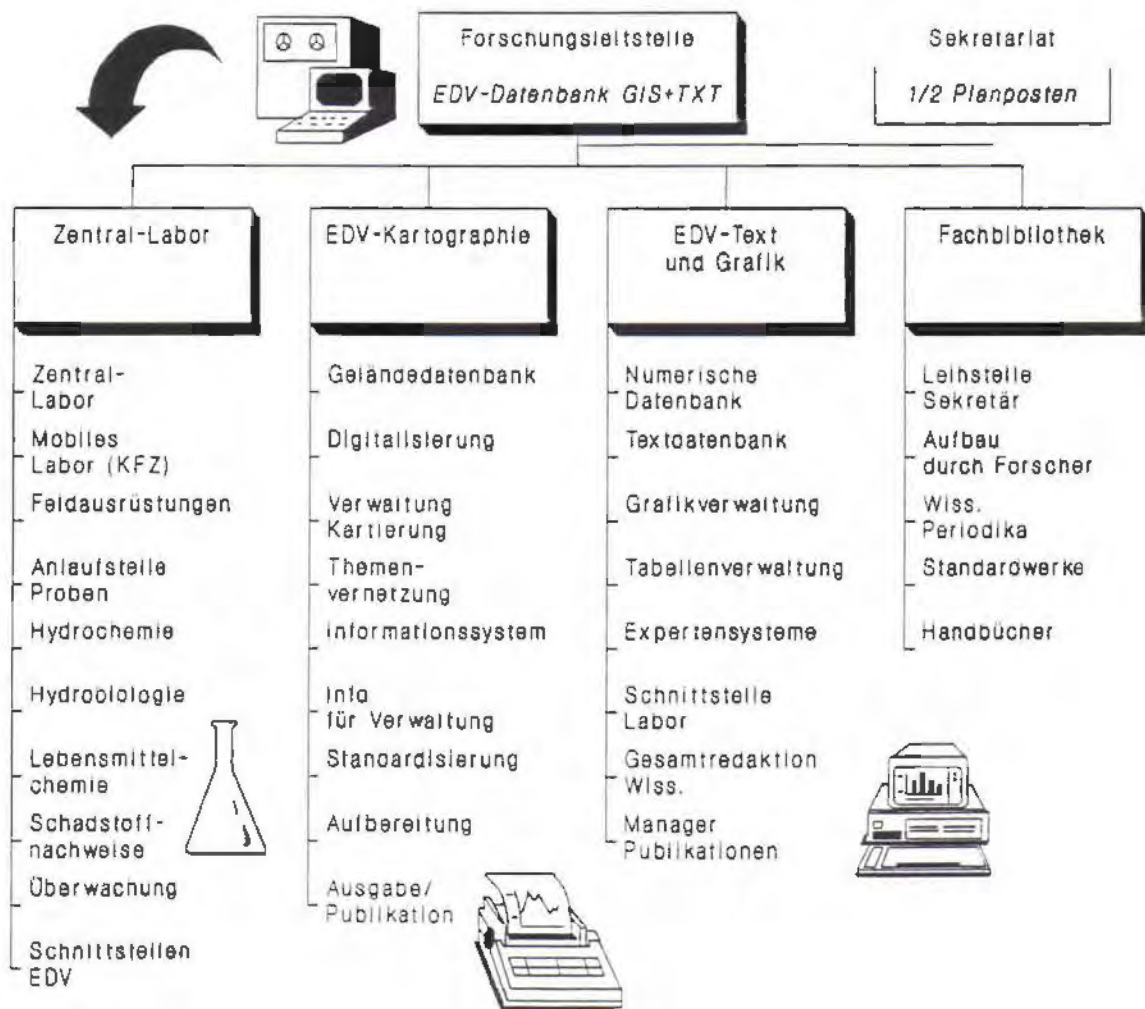 Forschungsleitstelle
EDV-Datenbank GIS+TXT
Sekretariat
1/2 Planposten
Zentral-Labor
Zentral-
Labor
Mobiles
Labor (KFZ)
Feldausrüstungen
Anlaufstelle
Proben
Hydrochemie
Hydrobiologie
Lebensmittel-
chemie
Schadstoff-
nachweise
Überwachung
Schnittstellen
EDV
EDV-Kartographie
Geländedatenbank
Digitalisierung
Verwaltung
Kartierung
Themen-
vernetzung
Informationssystem
Info
für Verwaltung
Standardisierung
Aufbereitung
Ausgabe/
Publikation
EDV-Text
und Grafik
Numerische
Datenbank
Textdatenbank
Grafikverwaltung
Tabellenverwaltung
Expertensysteme
Schnittstelle
Labor
Gesamtredaktion
Wiss.
Manager
Publikationen
Fachbibliothek
Leihstelle
Sekretär
Aufbau
durch Forscher
Wiss.
Periodika
Standardwerke
Handbücher